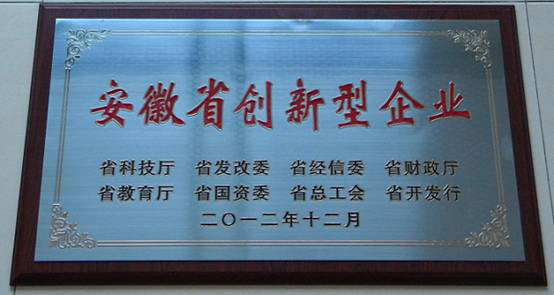 安徽省创新型企业
省科技厅 省发改委 省经信委 省财政厅
省教育厅 省国资委 省总工会 省开发行
二〇一二年十二月